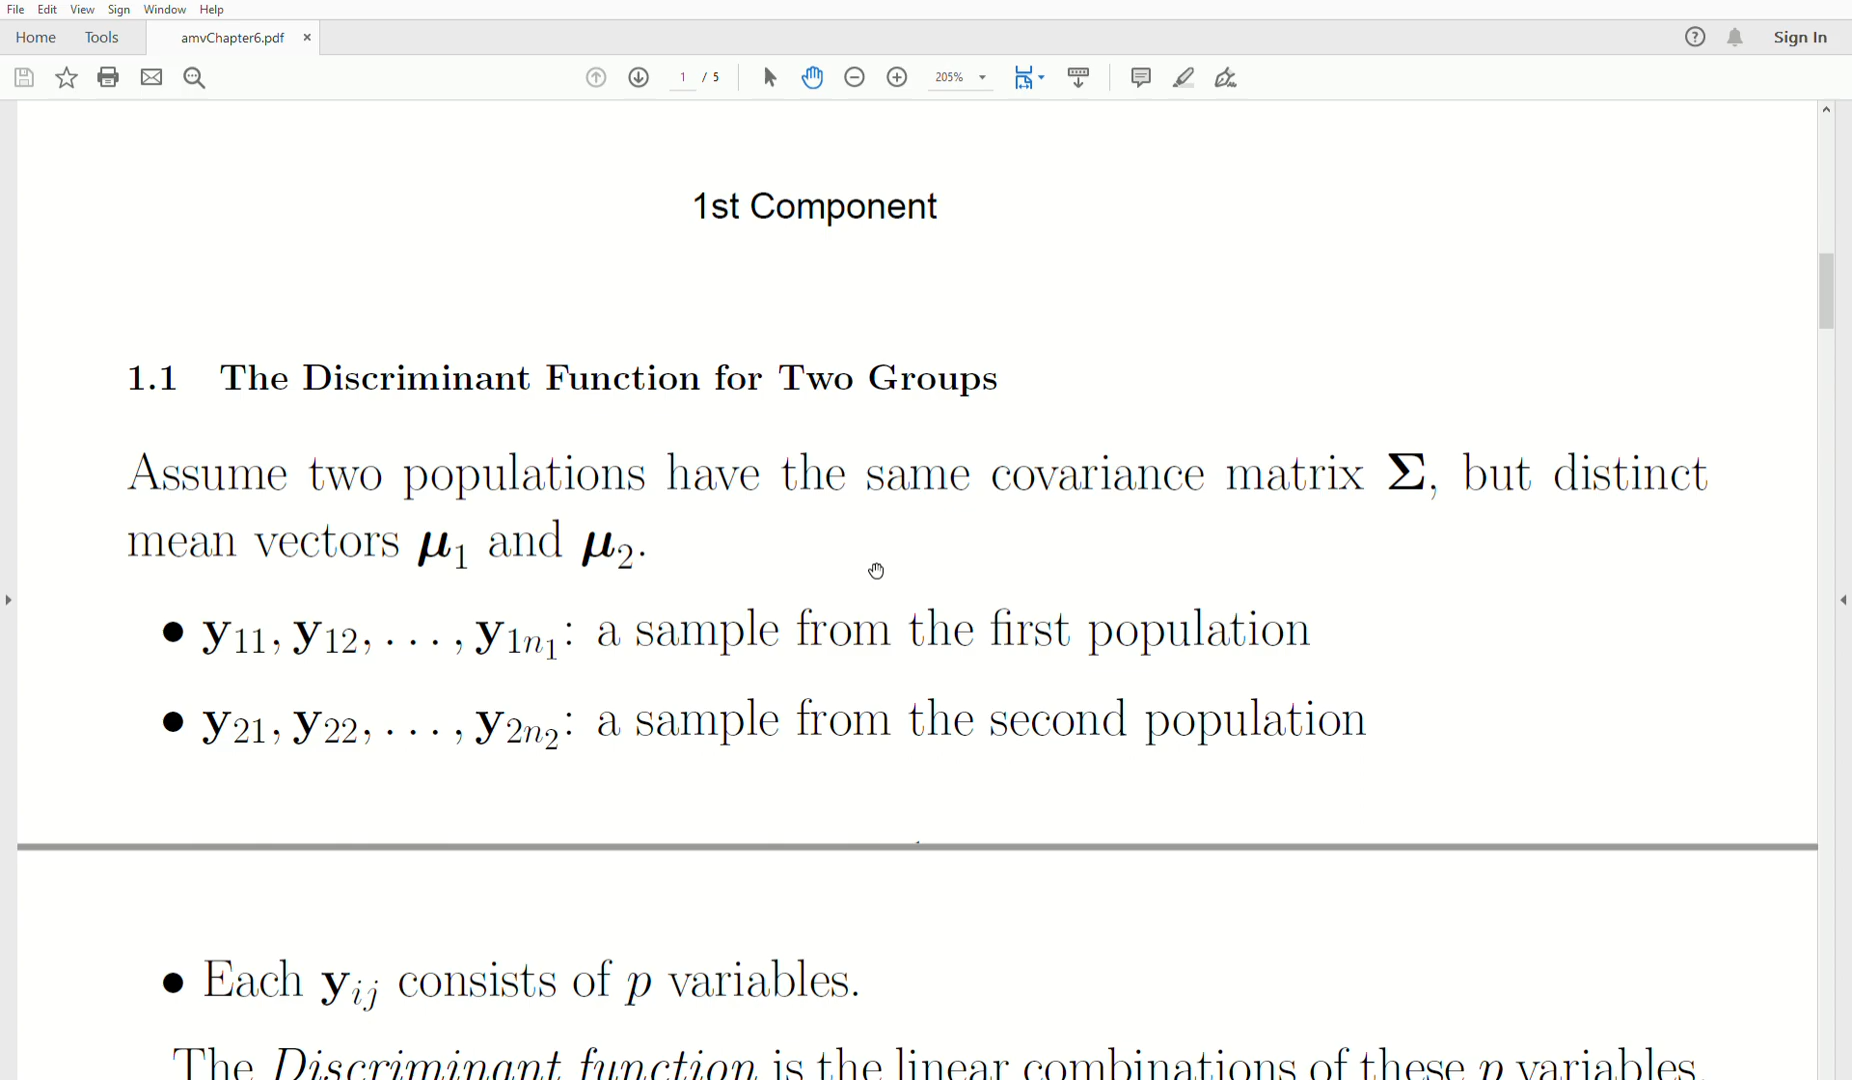 File Edit View Sign Window Help
Home Tools amvChapter6.pdf × Sign In
1 / 5 205%
1st Component
1.1 The Discriminant Function for Two Groups
Assume two populations have the same covariance matrix Σ, but distinct
mean vectors μ₁ and μ₂.
• y₁₁, y₁₂, . . . , y₁ₙ₁: a sample from the first population
• y₂₁, y₂₂, . . . , y₂ₙ₂: a sample from the second population
• Each yᵢⱼ consists of p variables.
The Discriminant function is the linear combinations of these p variables